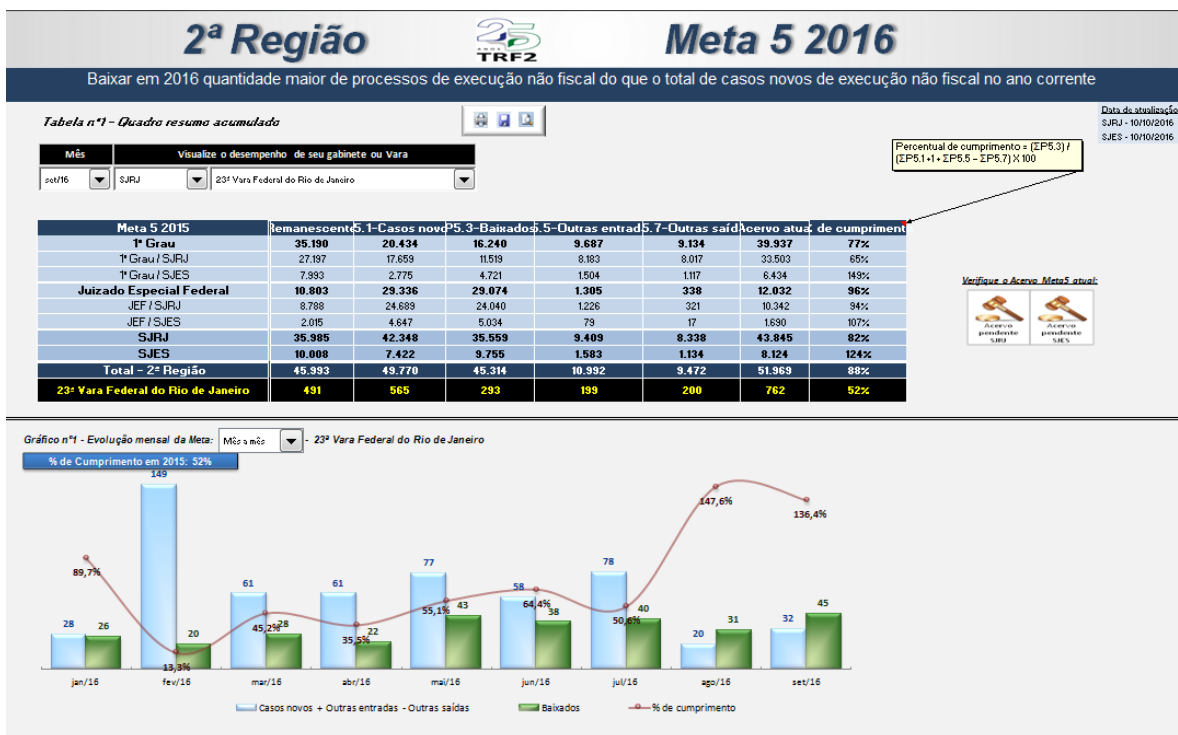 2ª Região
25
ANOS
TRF2
Meta 5 2016
Baixar em 2016 quantidade maior de processos de execução não fiscal do que o total de casos novos de execução não fiscal no ano corrente
Tabela nº1 - Quadro resumo acumulado
Data de atualização
SJRJ - 10/10/2016
SJES - 10/10/2016
Mês Visualize o desempenho de seu gabinete ou Vara
set/16 SJRJ 23ª Vara Federal do Rio de Janeiro
Percentual de cumprimento = (ΣP5.3) /
(ΣP5.1 +1 + ΣP5.5 – ΣP5.7) X 100
Meta 5 2015 Remanescente 5.1-Casos novo P5.3-Baixados 5.5-Outras entrad 5.7-Outras saíd Acervo atua % de cumpriment
1º Grau 35.190 20.434 16.240 9.687 9.134 39.937 77%
1º Grau / SJRJ 27.197 17.659 11.519 8.183 8.017 33.503 65%
1º Grau / SJES 7.993 2.775 4.721 1.504 1.117 6.434 149%
Juizado Especial Federal 10.803 29.336 29.074 1.305 338 12.032 96%
JEF / SJRJ 8.788 24.689 24.040 1.226 321 10.342 94%
JEF / SJES 2.015 4.647 5.034 79 17 1.690 107%
SJRJ 35.985 42.348 35.559 9.409 8.338 43.845 82%
SJES 10.008 7.422 9.755 1.583 1.134 8.124 124%
Total - 2ª Região 45.993 49.770 45.314 10.992 9.472 51.969 88%
23ª Vara Federal do Rio de Janeiro 491 565 293 199 200 762 52%
Verifique o Acervo Meta5 atual:
Acervo pendente SJRJ
Acervo pendente SJES
Gráfico nº1 - Evolução mensal da Meta: Mês a mês - 23ª Vara Federal do Rio de Janeiro
% de Cumprimento em 2015: 52%
28 26 89,7%
149 20 13,3%
61 28 45,2%
61 22 35,5%
77 43 55,1%
58 38 64,4%
78 40 50,6%
20 31 147,6%
32 45 136,4%
jan/16 fev/16 mar/16 abr/16 mai/16 jun/16 jul/16 ago/16 set/16
Casos novos + Outras entradas - Outras saídas Baixados % de cumprimento